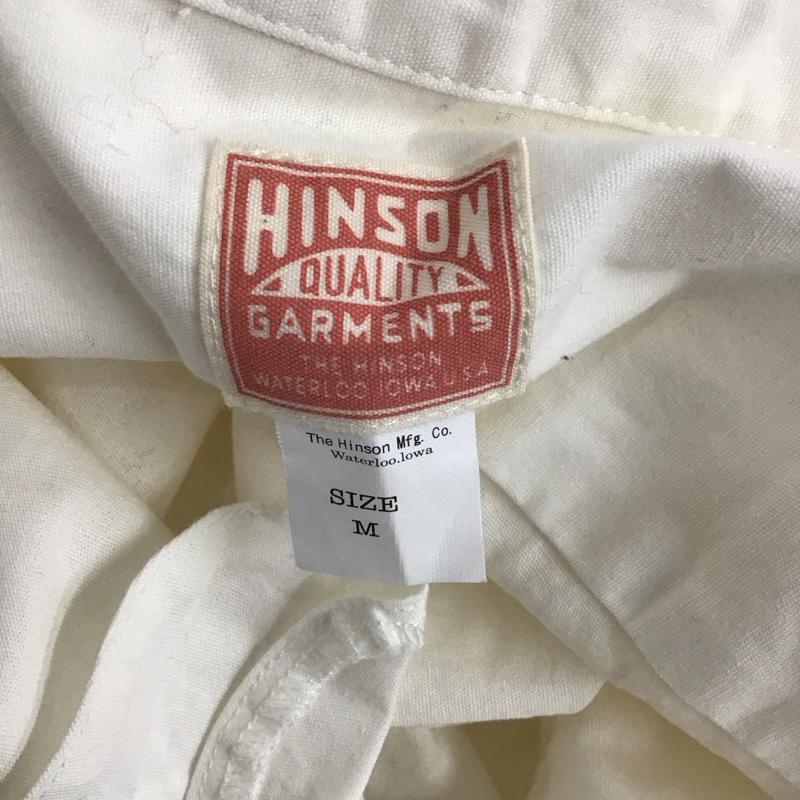 HINSON
QUALITY
GARMENTS
THE HINSON
WATERLOO IOWA U.S.A
The Hinson Mfg. Co.
Waterloo.Iowa
SIZE
M